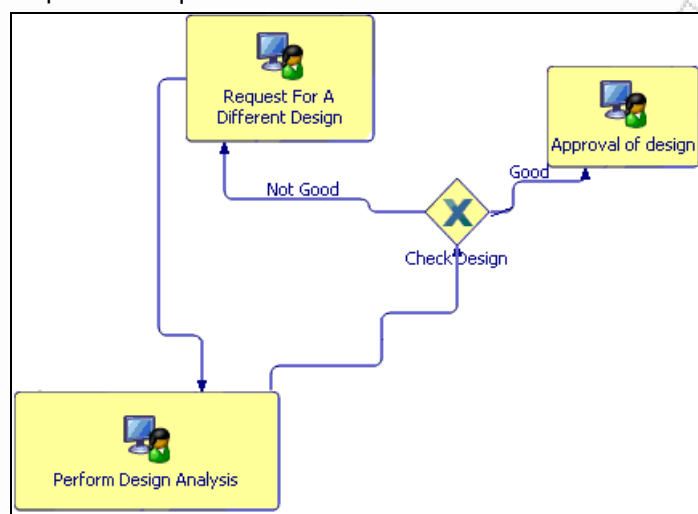 Request For A
Different Design
Approval of design
Good
Not Good
Check Design
Perform Design Analysis